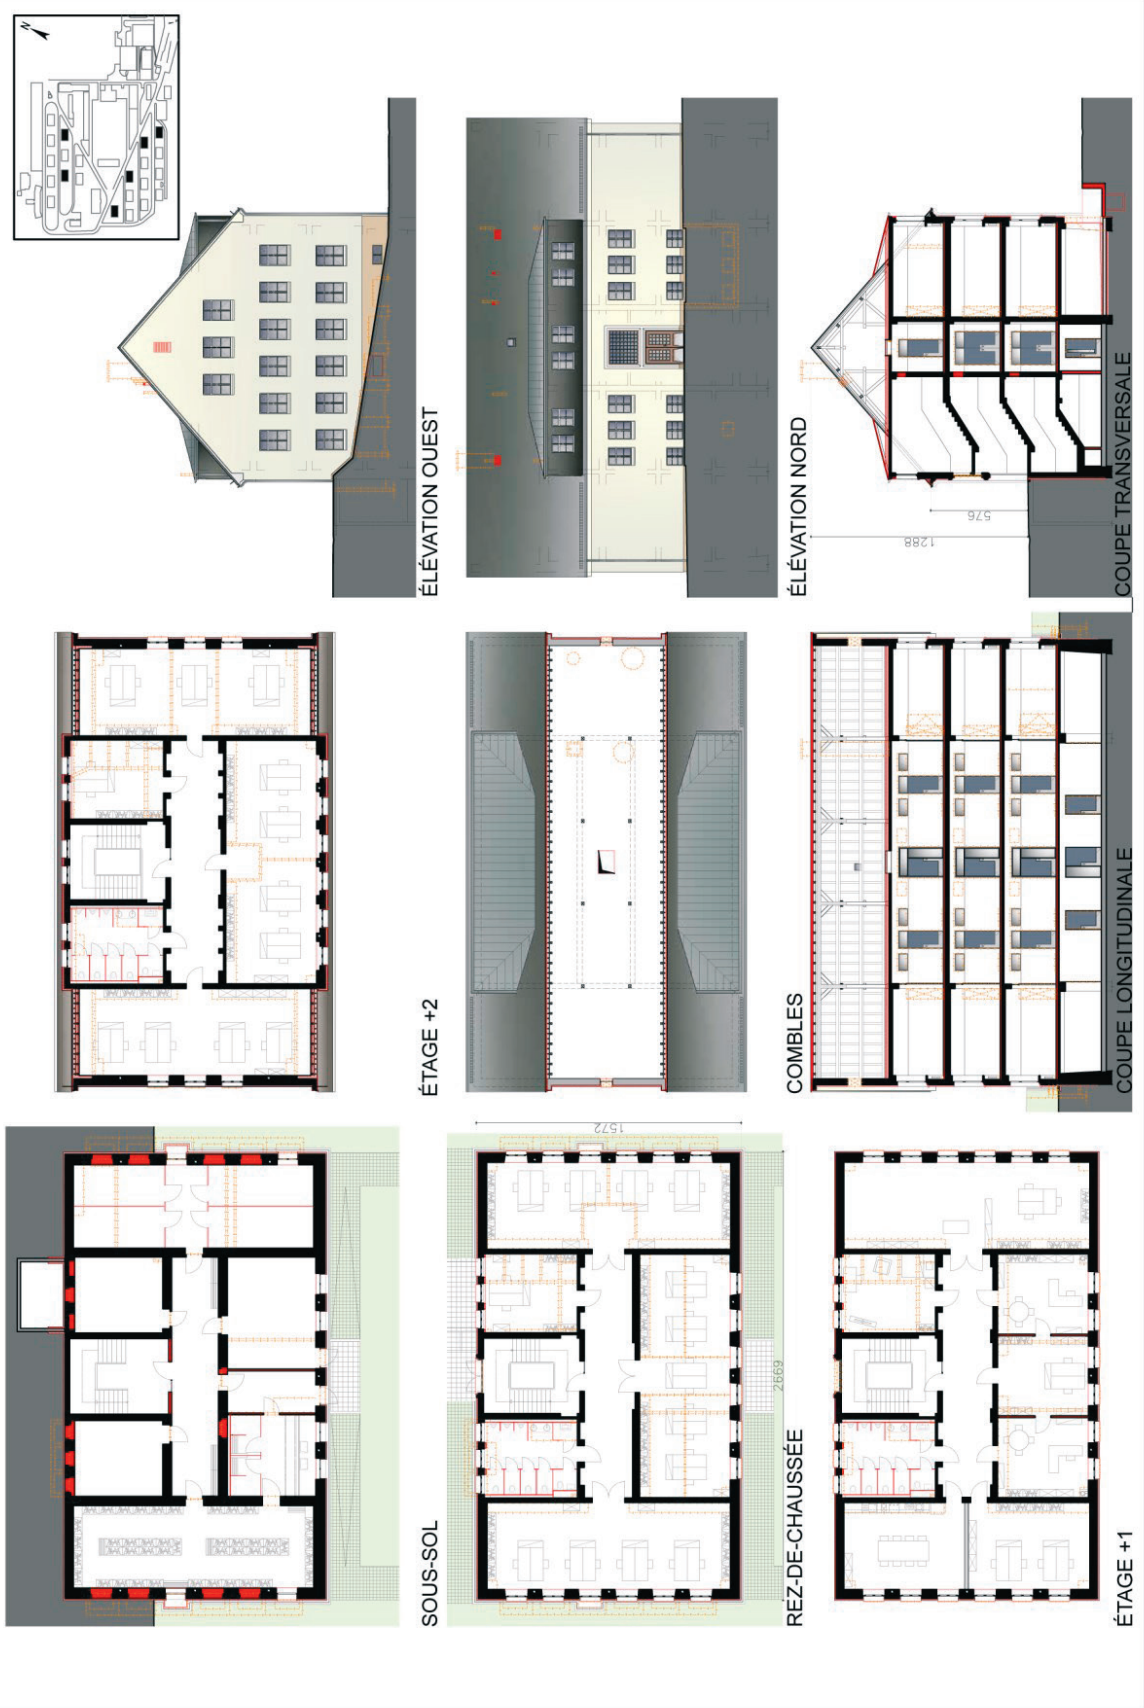 N
ÉLÉVATION OUEST
ÉLÉVATION NORD
1288
576
COUPE TRANSVERSALE
ÉTAGE +2
COMBLES
COUPE LONGITUDINALE
SOUS-SOL
1572
2669
REZ-DE-CHAUSSÉE
ÉTAGE +1